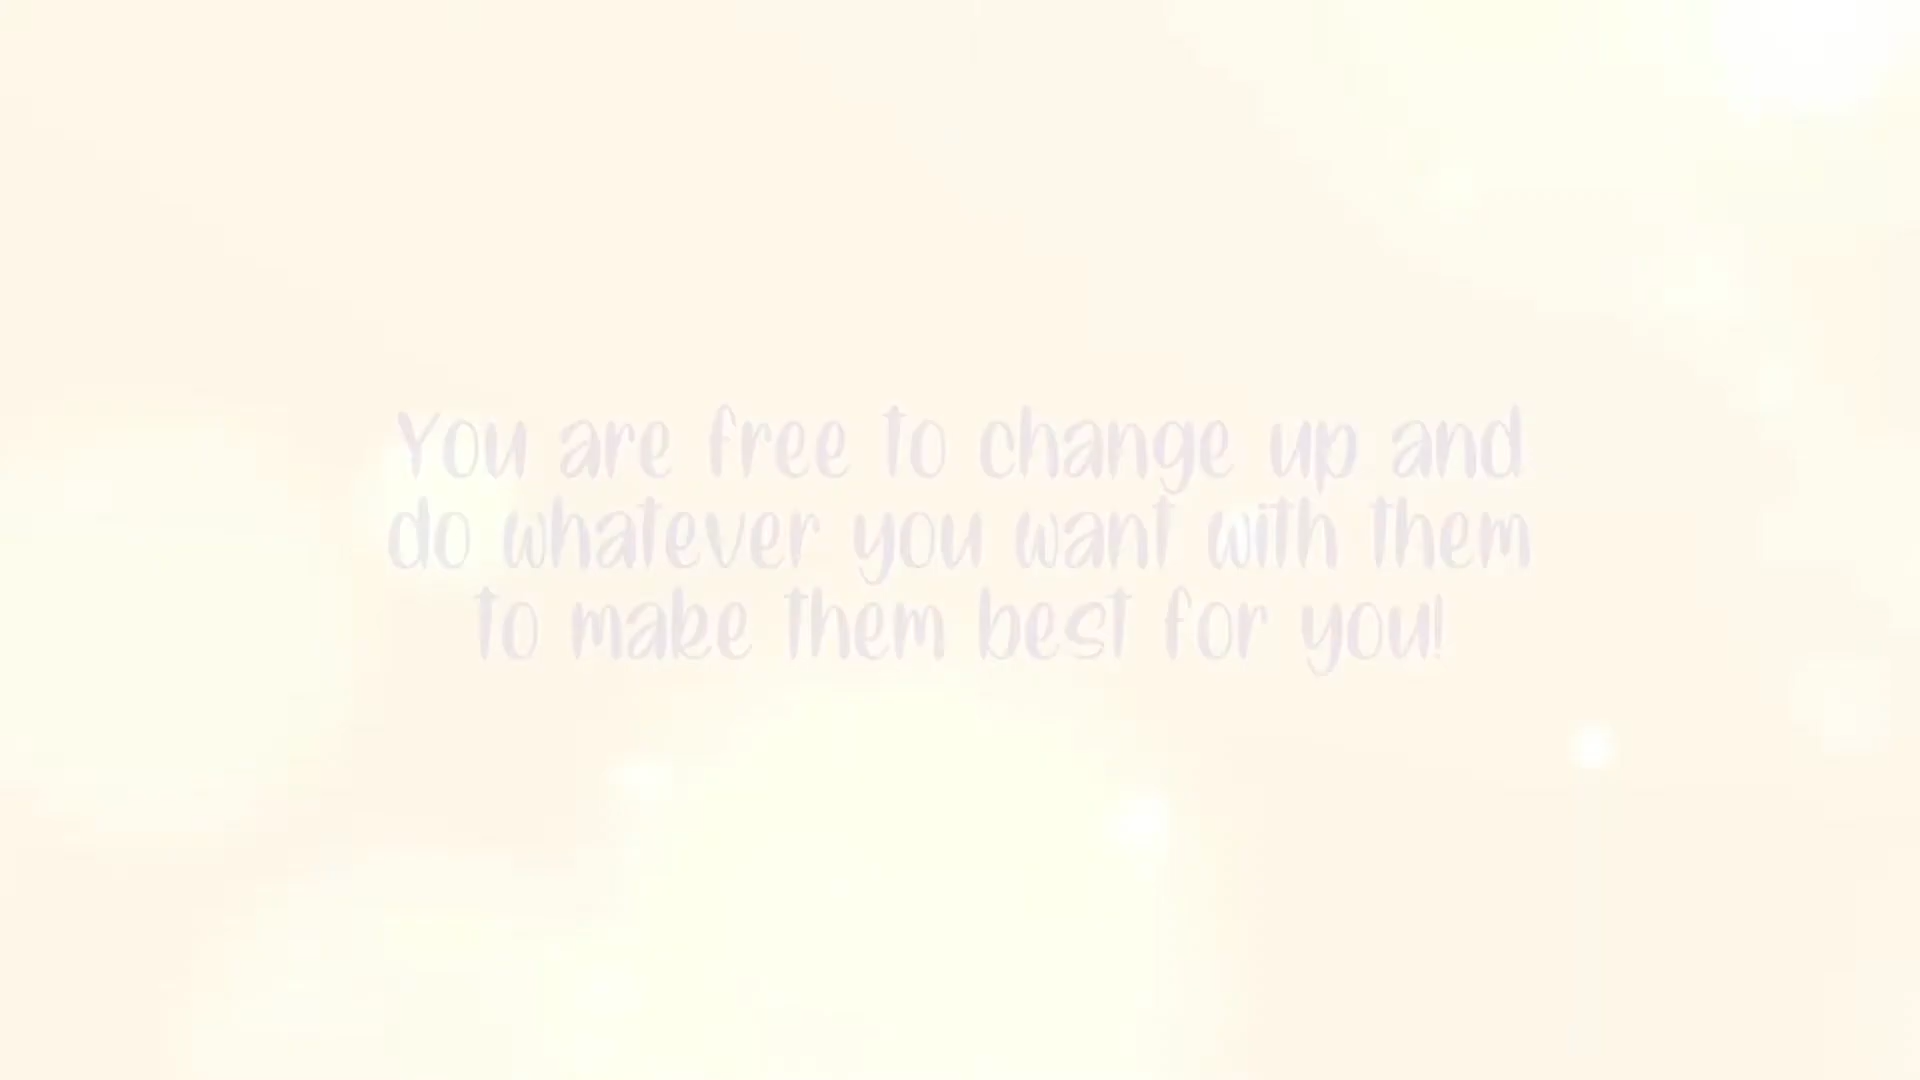 You are free to change up and
do whatever you want with them
to make them best for you!